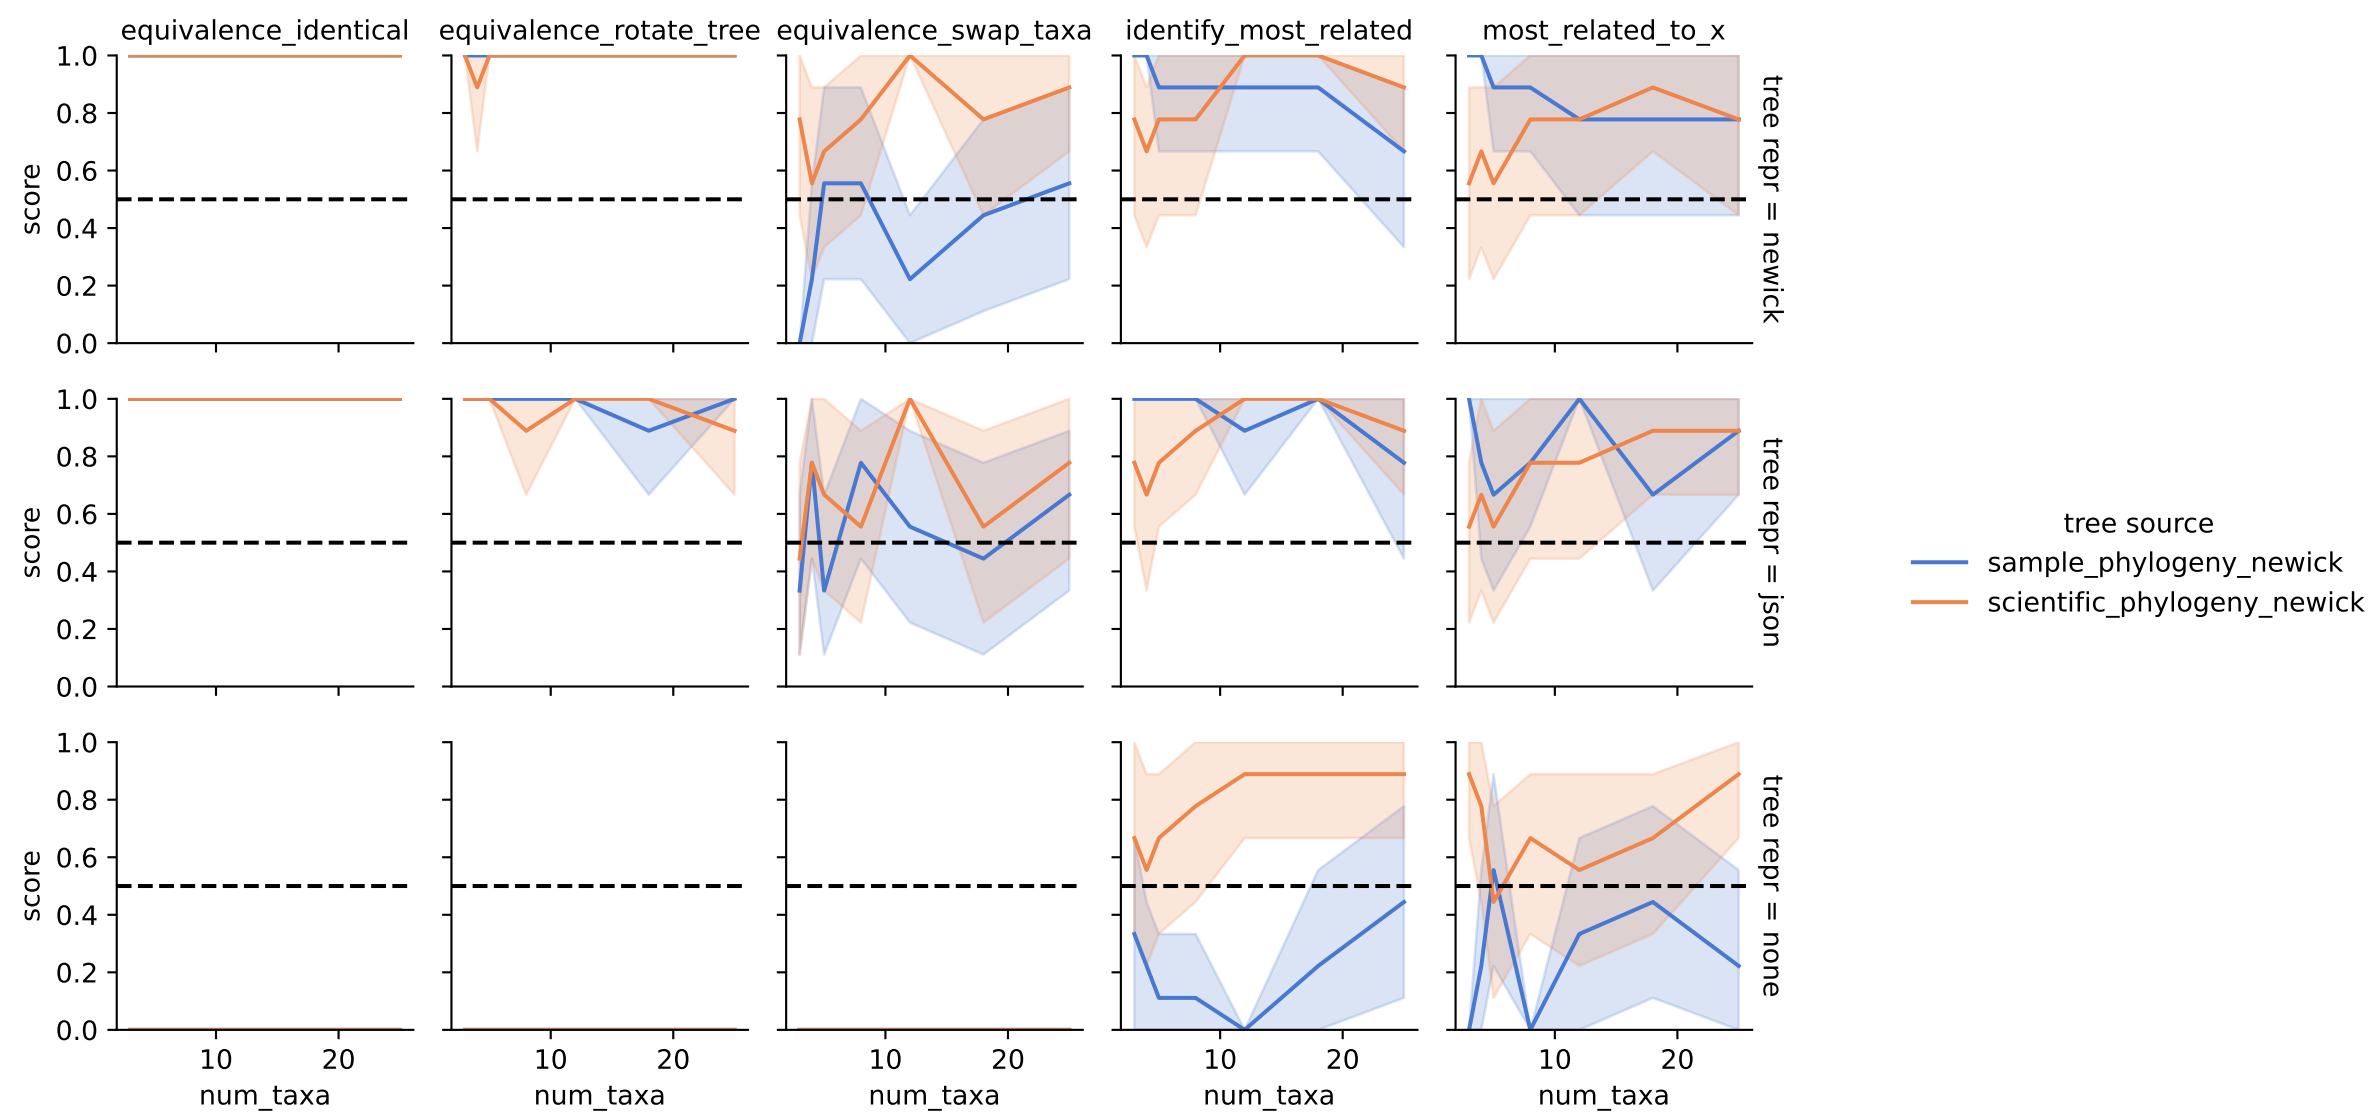 equivalence_identical
equivalence_rotate_tree
equivalence_swap_taxa
identify_most_related
most_related_to_x
1.0
0.8
0.6
0.4
0.2
0.0
score
tree repr = newick
1.0
0.8
0.6
0.4
0.2
0.0
score
tree repr = json
tree source
sample_phylogeny_newick
scientific_phylogeny_newick
1.0
0.8
0.6
0.4
0.2
0.0
score
tree repr = none
10 20
10 20
10 20
10 20
10 20
num_taxa
num_taxa
num_taxa
num_taxa
num_taxa